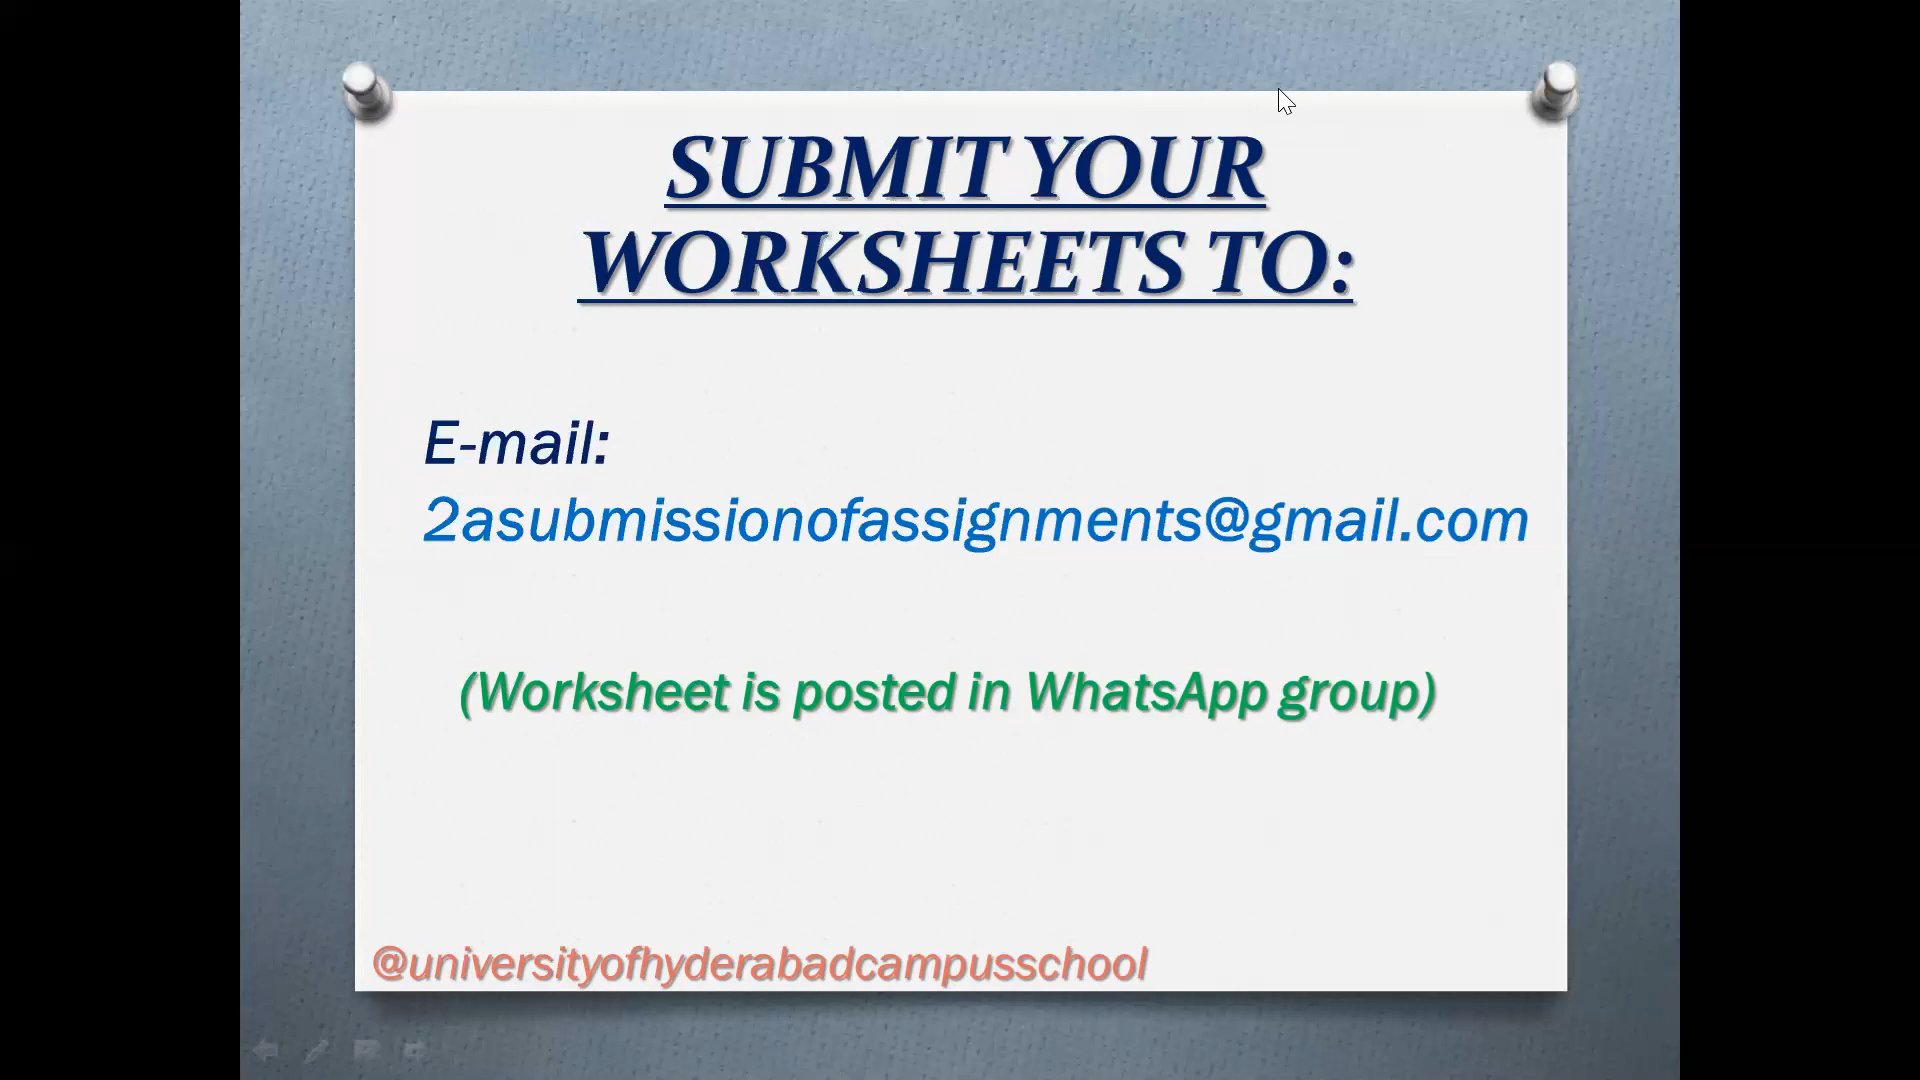 SUBMIT YOUR
WORKSHEETS TO:
E-mail:
2asubmissionofassignments@gmail.com
(Worksheet is posted in WhatsApp group)
@universityofhyderabadcampusschool